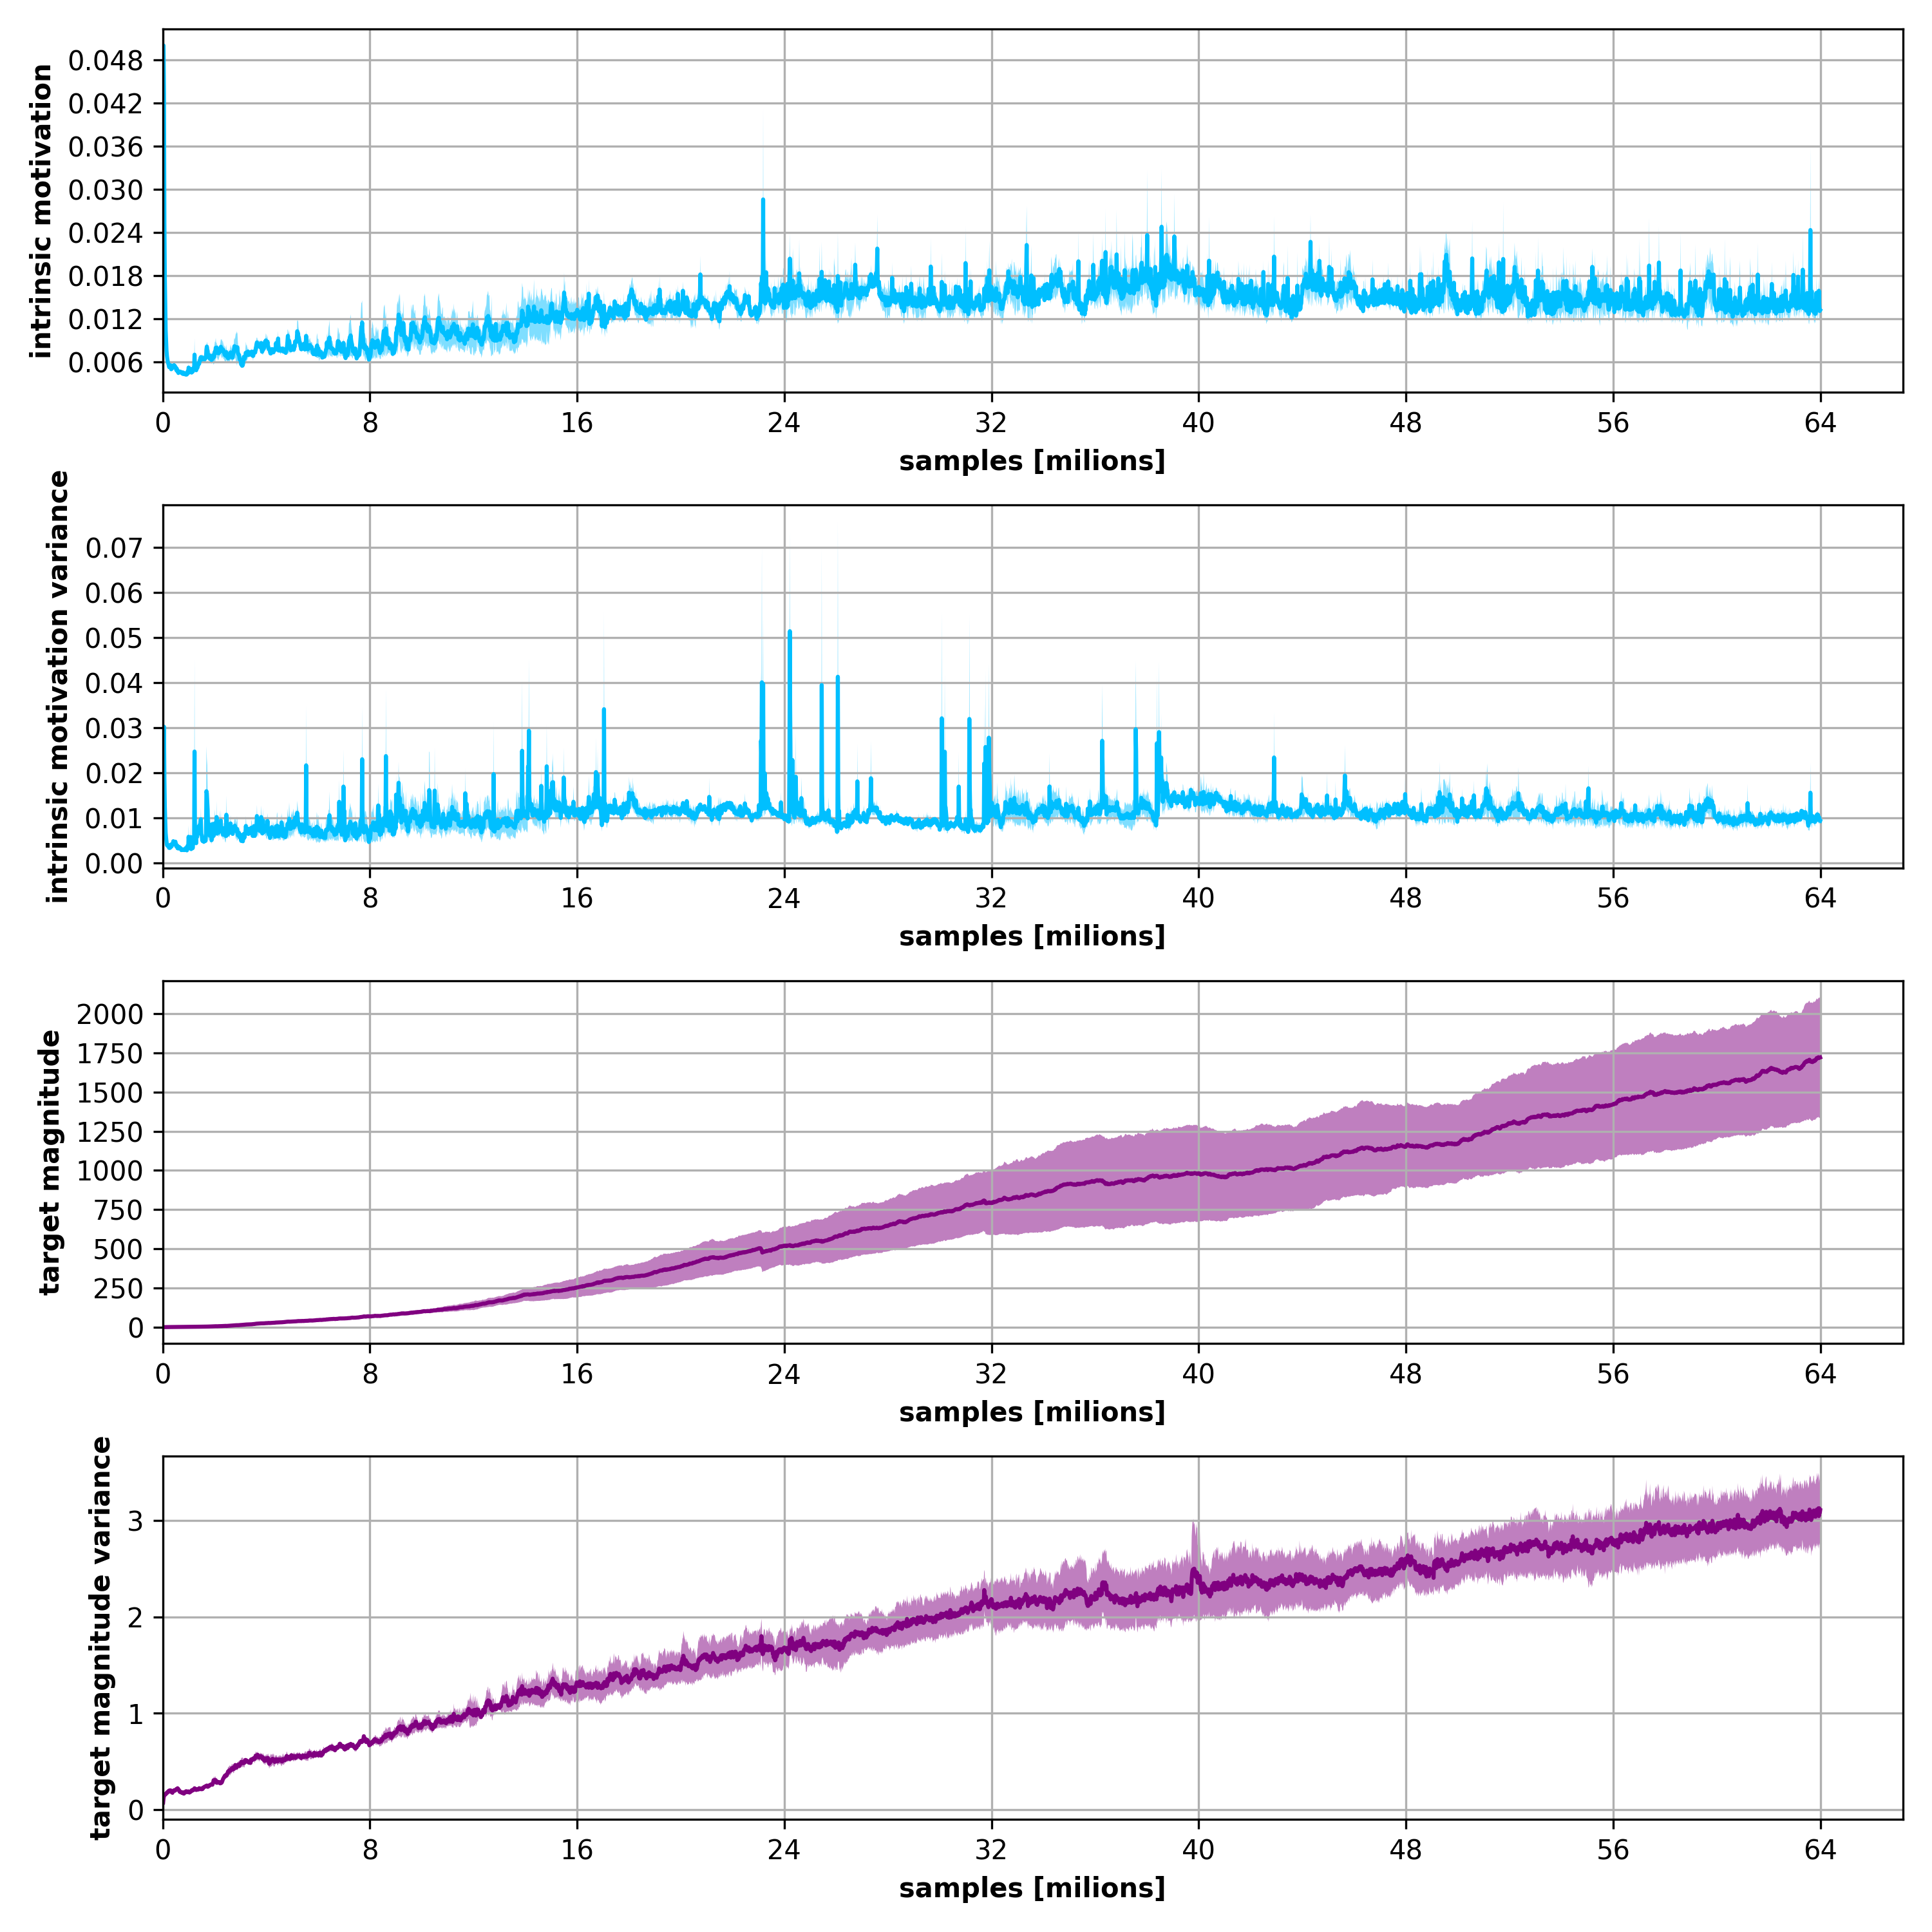 intrinsic motivation
0.048
0.042
0.036
0.030
0.024
0.018
0.012
0.006
0 8 16 24 32 40 48 56 64
samples [milions]
intrinsic motivation variance
0.07
0.06
0.05
0.04
0.03
0.02
0.01
0.00
0 8 16 24 32 40 48 56 64
samples [milions]
target magnitude
2000
1750
1500
1250
1000
750
500
250
0
0 8 16 24 32 40 48 56 64
samples [milions]
target magnitude variance
3
2
1
0
0 8 16 24 32 40 48 56 64
samples [milions]